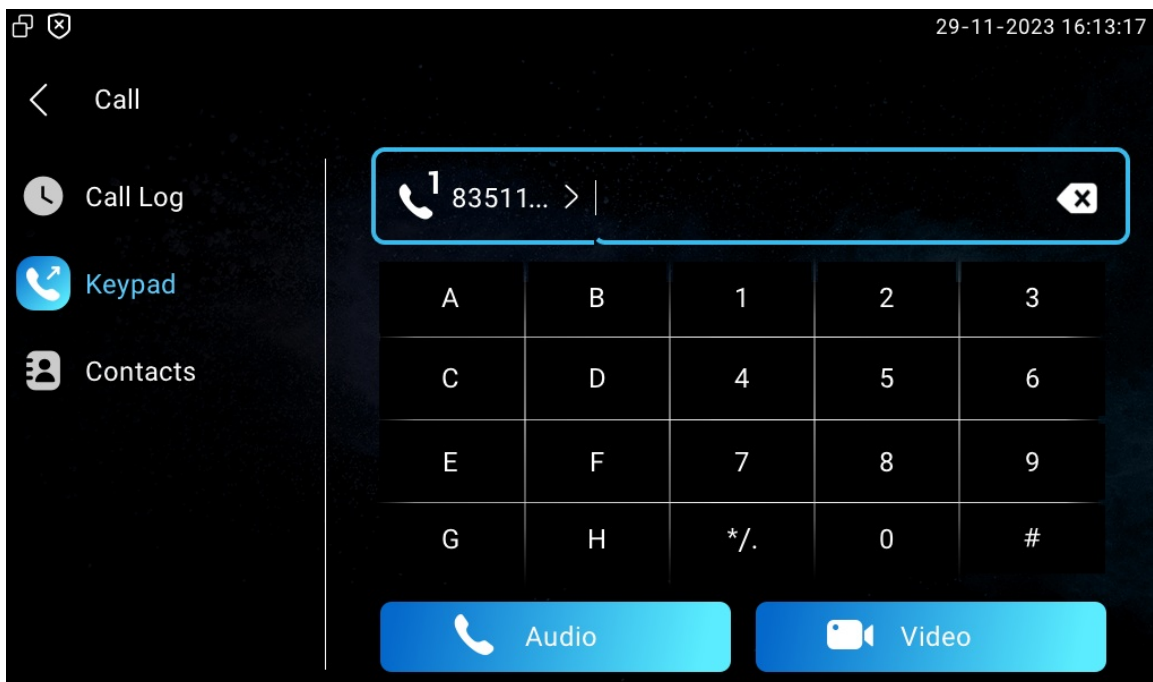 29-11-2023 16:13:17
Call
Call Log
Keypad
Contacts
1 83511... >
A B 1 2 3
C D 4 5 6
E F 7 8 9
G H */. 0 #
Audio Video